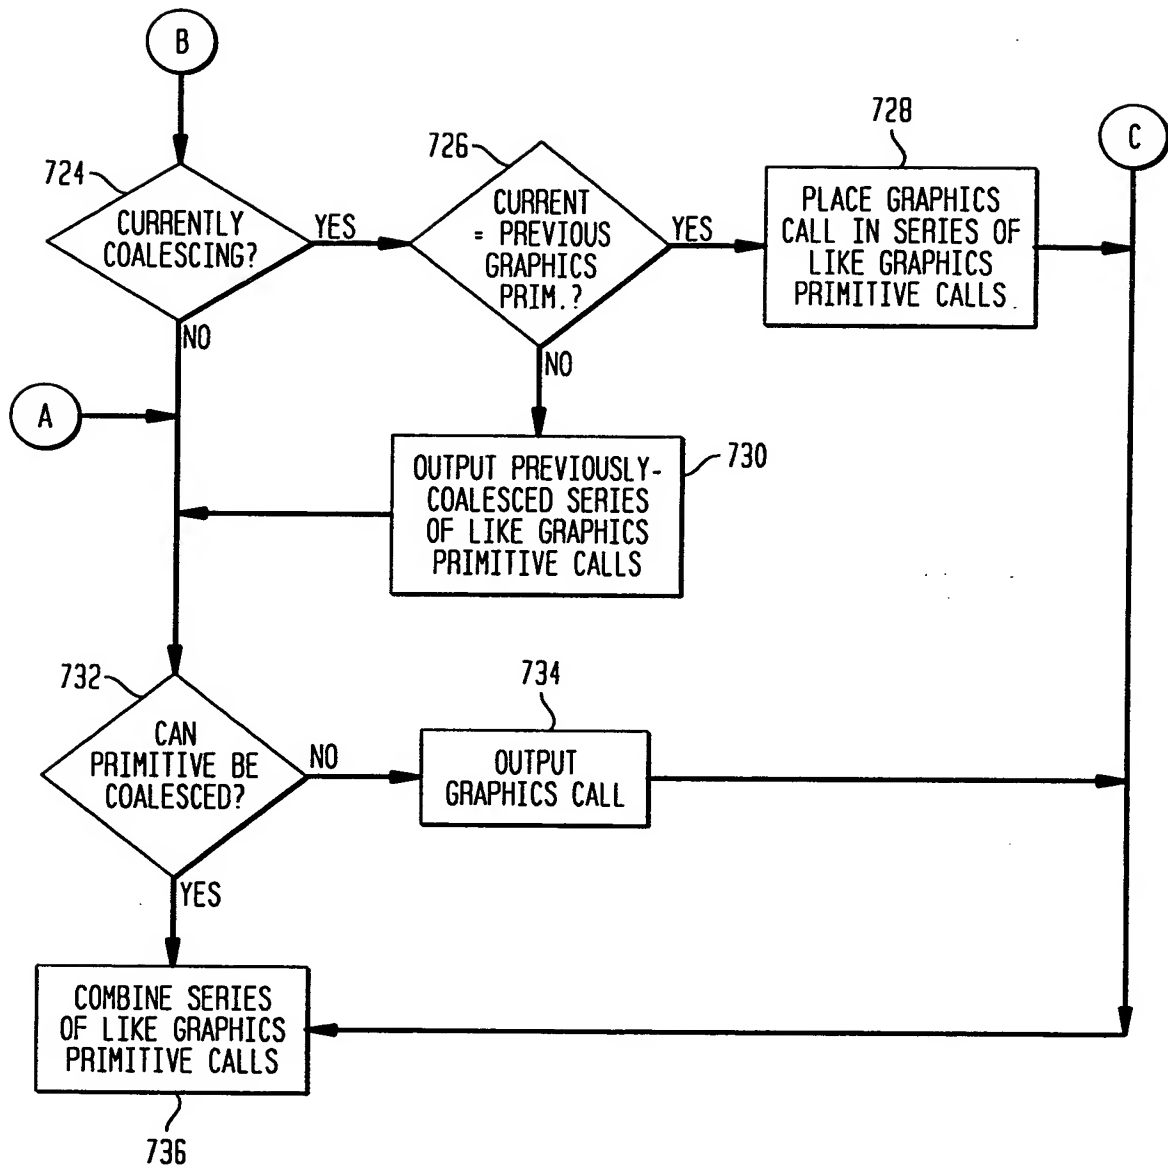 B
724
CURRENTLY
COALESCING?
YES
NO
726
CURRENT
= PREVIOUS
GRAPHICS
PRIM.?
YES
NO
728
PLACE GRAPHICS
CALL IN SERIES OF
LIKE GRAPHICS
PRIMITIVE CALLS
C
A
OUTPUT PREVIOUSLY-
COALESCED SERIES
OF LIKE GRAPHICS
PRIMITIVE CALLS
730
732
CAN
PRIMITIVE BE
COALESCED?
NO
YES
734
OUTPUT
GRAPHICS CALL
COMBINE SERIES
OF LIKE GRAPHICS
PRIMITIVE CALLS
736